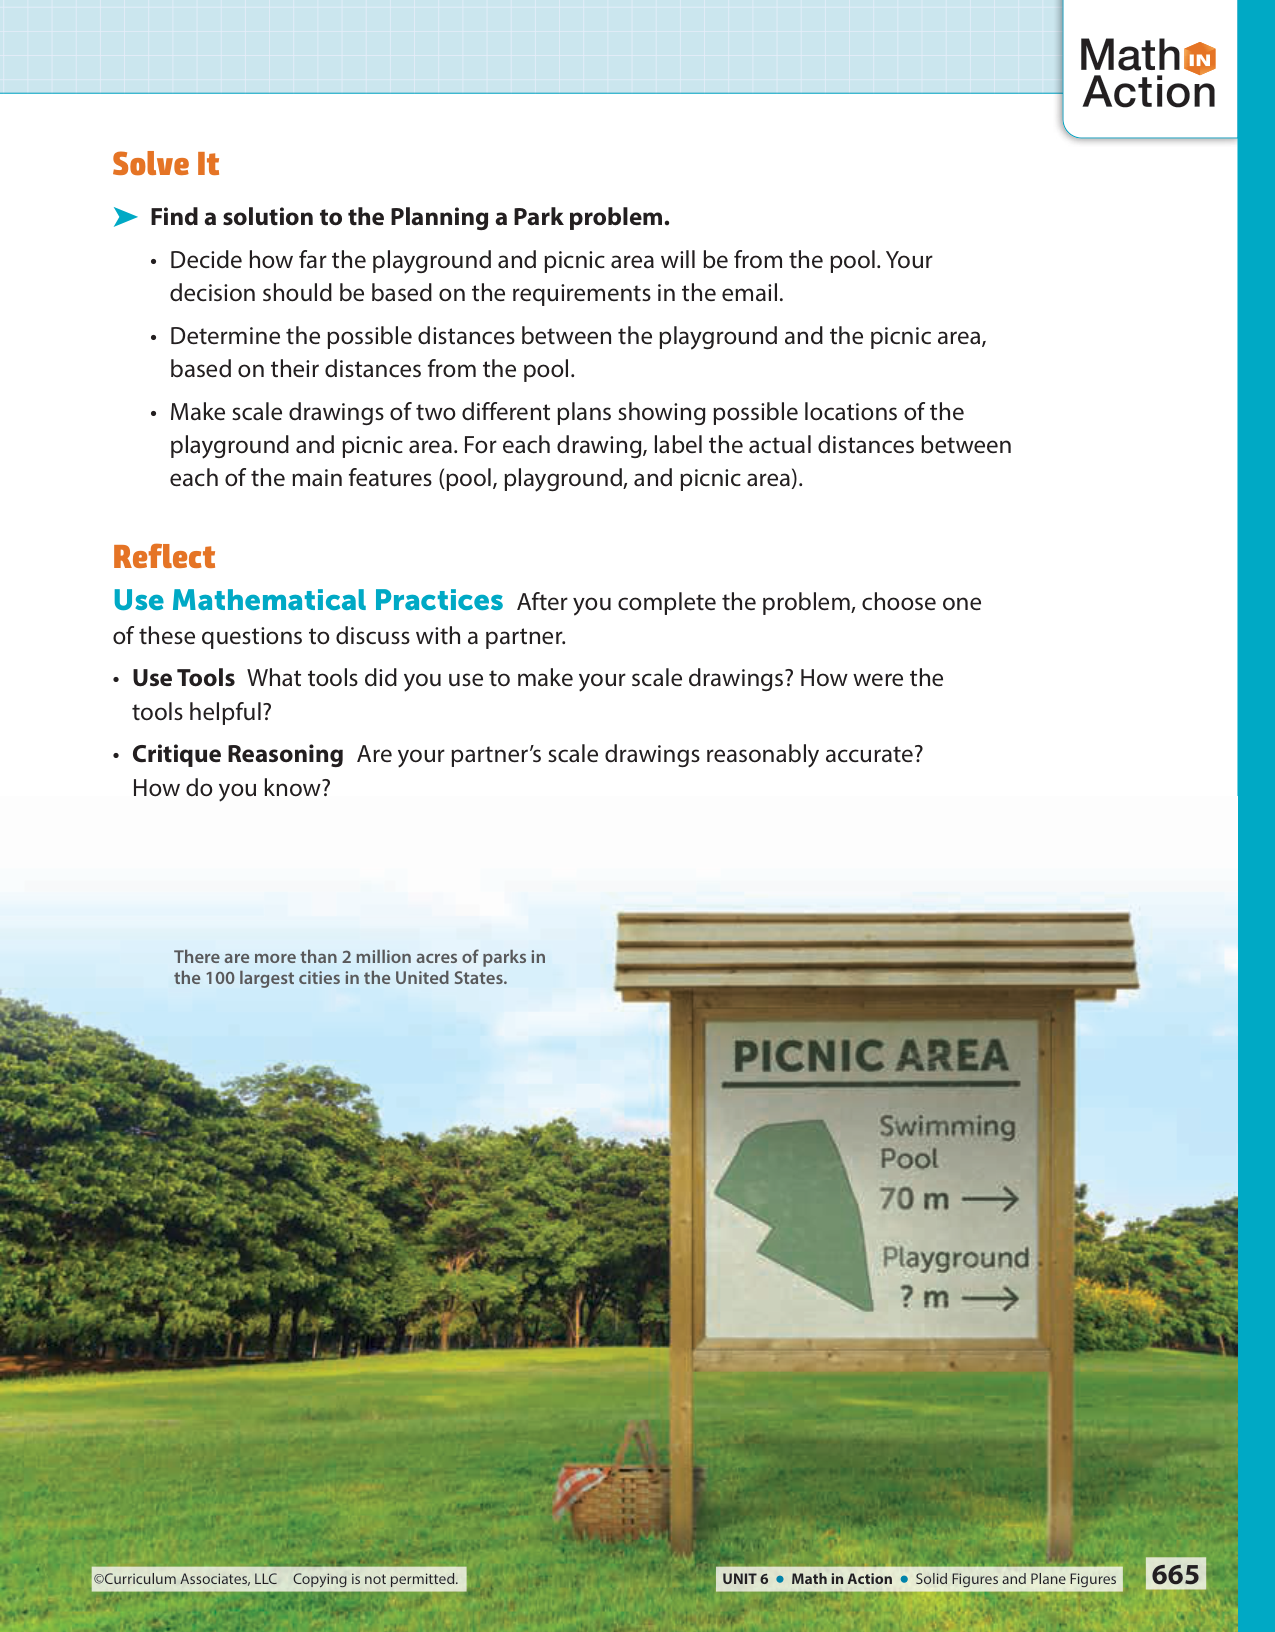 Math IN
Action
Solve It
Find a solution to the Planning a Park problem.
• Decide how far the playground and picnic area will be from the pool. Your
decision should be based on the requirements in the email.
• Determine the possible distances between the playground and the picnic area,
based on their distances from the pool.
• Make scale drawings of two different plans showing possible locations of the
playground and picnic area. For each drawing, label the actual distances between
each of the main features (pool, playground, and picnic area).
Reflect
Use Mathematical Practices After you complete the problem, choose one
of these questions to discuss with a partner.
• Use Tools What tools did you use to make your scale drawings? How were the
tools helpful?
• Critique Reasoning Are your partner’s scale drawings reasonably accurate?
How do you know?
There are more than 2 million acres of parks in
the 100 largest cities in the United States.
PICNIC AREA
Swimming
Pool
70 m →
Playground
? m →
©Curriculum Associates, LLC Copying is not permitted.
UNIT 6 • Math in Action • Solid Figures and Plane Figures 665